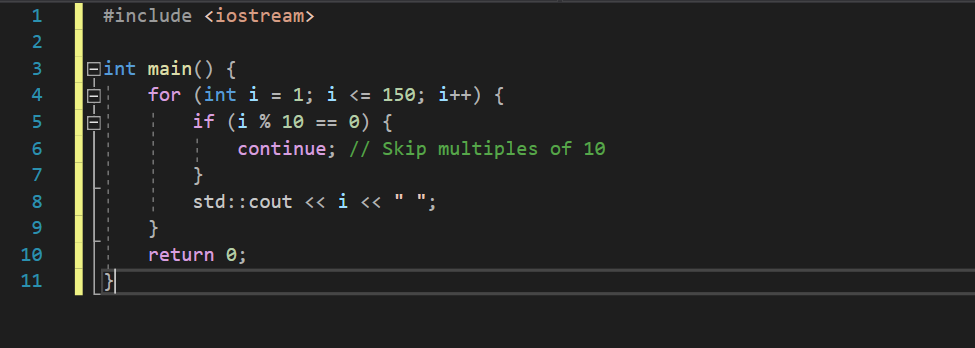 1 #include <iostream>
2
3 int main() {
4 for (int i = 1; i <= 150; i++) {
5 if (i % 10 == 0) {
6 continue; // Skip multiples of 10
7 }
8 std::cout << i << " ";
9 }
10 return 0;
11 }